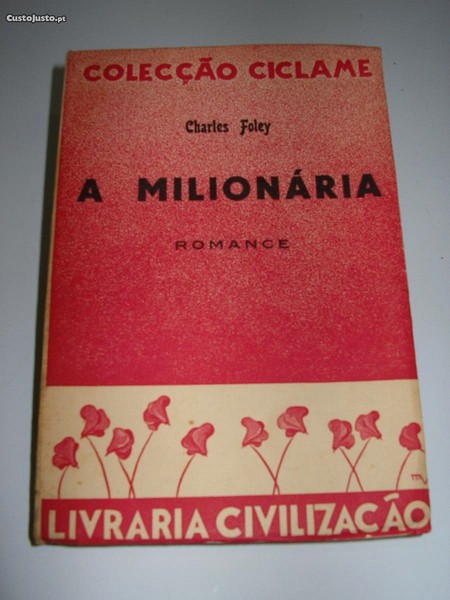 CustoJusto.pt
COLECÇÃO CICLAME
Charles Foley
A MILIONÁRIA
ROMANCE
LIVRARIA CIVILIZAÇÃO